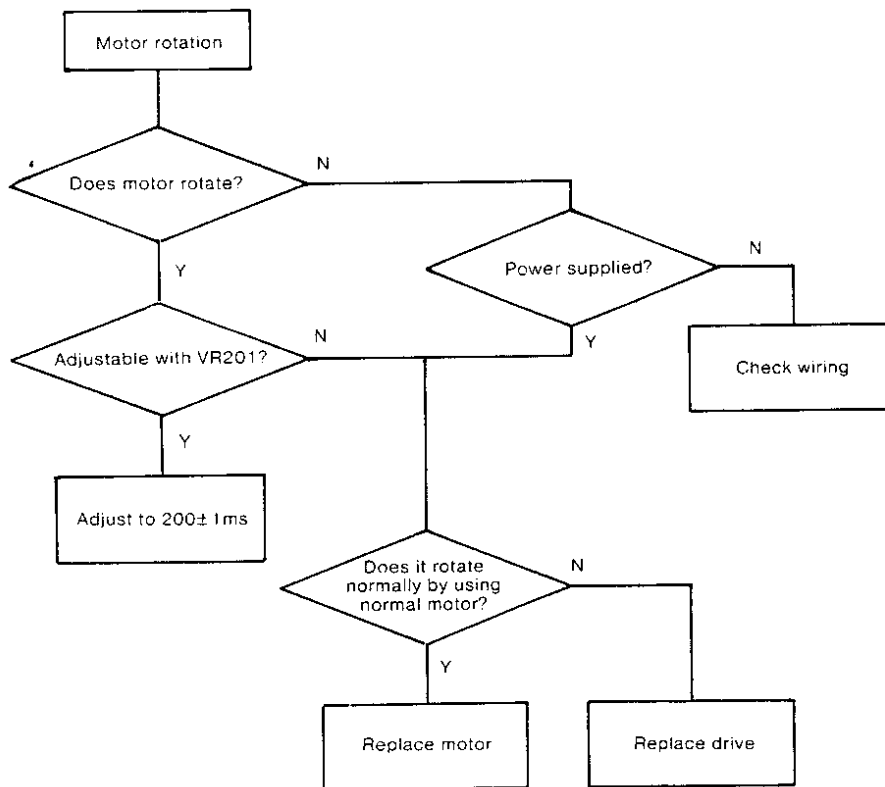 Motor rotation
Does motor rotate?
N
Y
Power supplied?
N
Y
Check wiring
Adjustable with VR201?
N
Y
Adjust to 200± 1ms
Does it rotate
normally by using
normal motor?
N
Y
Replace motor
Replace drive